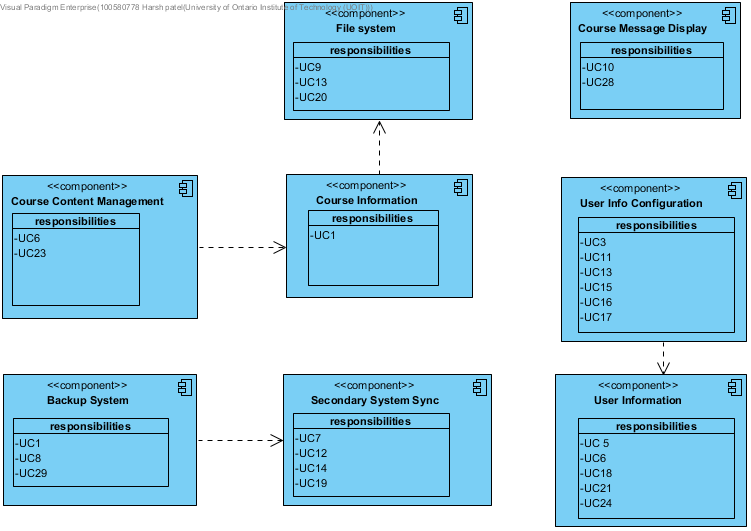 Visual Paradigm Enterprise(100580778 Harsh patel(University of Ontario Institute of Technology (UOIT)))
<<component>>
File system
responsibilities
-UC9
-UC13
-UC20
<<component>>
Course Message Display
responsibilities
-UC10
-UC28
<<component>>
Course Content Management
responsibilities
-UC6
-UC23
<<component>>
Course Information
responsibilities
-UC1
<<component>>
User Info Configuration
responsibilities
-UC3
-UC11
-UC13
-UC15
-UC16
-UC17
<<component>>
Backup System
responsibilities
-UC1
-UC8
-UC29
<<component>>
Secondary System Sync
responsibilities
-UC7
-UC12
-UC14
-UC19
<<component>>
User Information
responsibilities
-UC 5
-UC6
-UC18
-UC21
-UC24